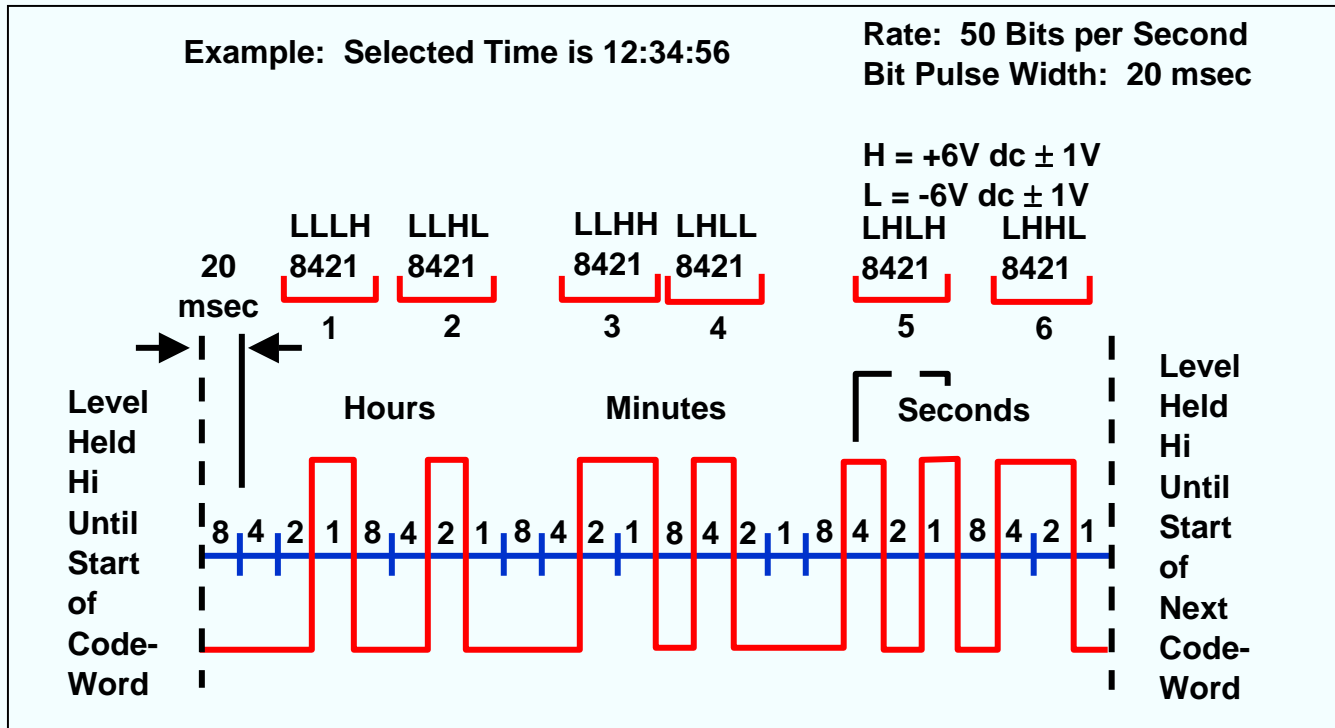 Example: Selected Time is 12:34:56
Rate: 50 Bits per Second
Bit Pulse Width: 20 msec
H = +6V dc ± 1V
L = -6V dc ± 1V
LLLH LLHL LLHH LHLL LHLH LHHL
8421 8421 8421 8421 8421 8421
1 2 3 4 5 6
20
msec
Hours Minutes Seconds
Level
Held
Hi
Until
Start
of
Code-
Word
8 4 2 1 8 4 2 1 8 4 2 1 8 4 2 1 8 4 2 1 8 4 2 1
Level
Held
Hi
Until
Start
of
Next
Code-
Word